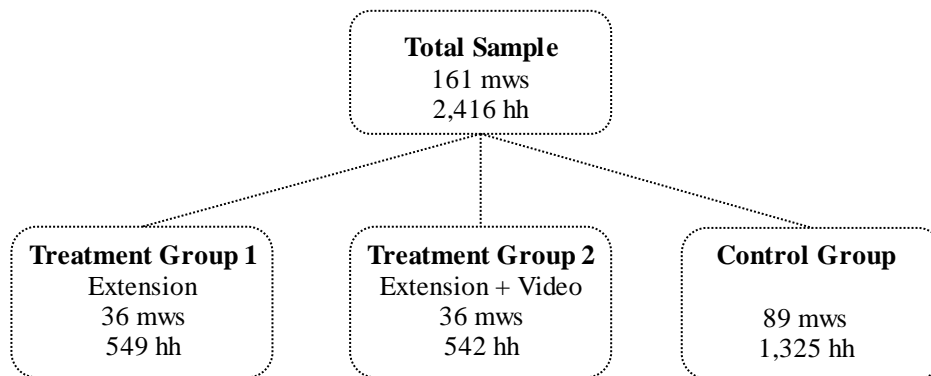 Total Sample
161 mws
2,416 hh
Treatment Group 1
Extension
36 mws
549 hh
Treatment Group 2
Extension + Video
36 mws
542 hh
Control Group
89 mws
1,325 hh